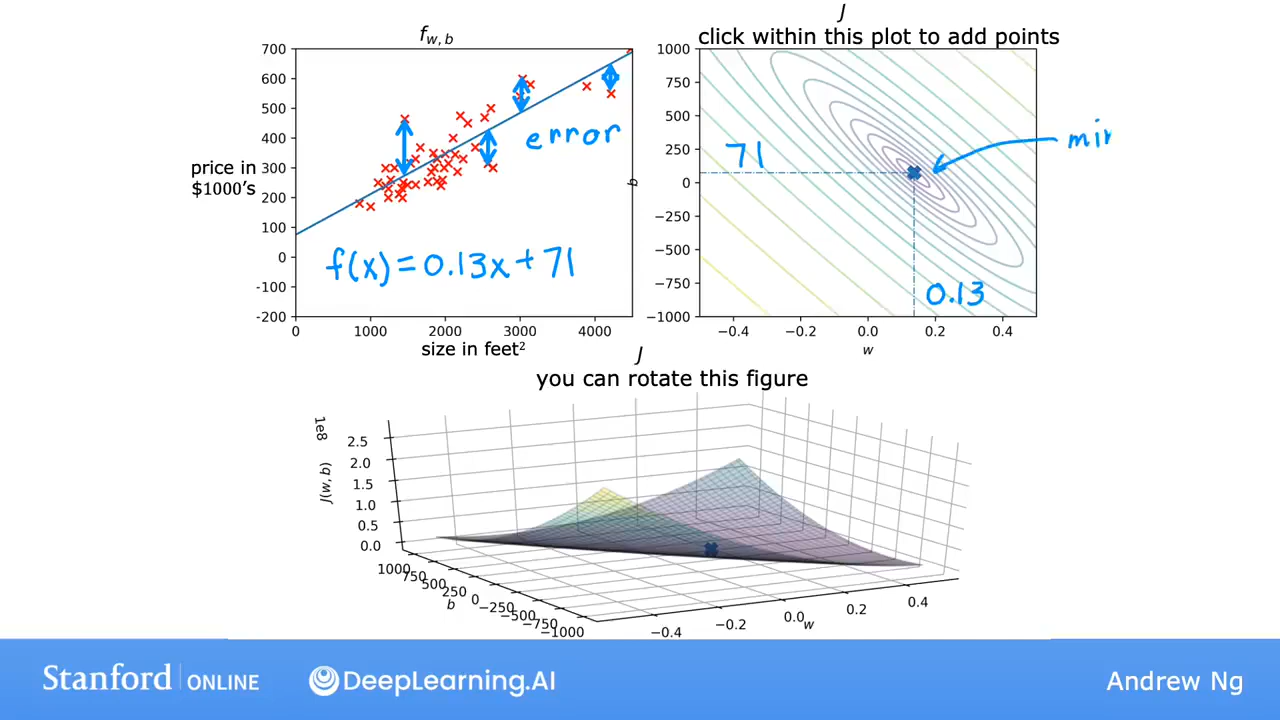 f w, b
700
600
500
400
300
200
100
0
-100
-200
price in
$1000's
error
f(x) = 0.13x + 71
0
1000
2000
3000
4000
size in feet²
J
click within this plot to add points
1000
750
500
250
0
−250
−500
−750
−1000
b
71
0.13
−0.4
−0.2
0.0
0.2
0.4
w
J
you can rotate this figure
1e8
J(w,b)
2.5
2.0
1.5
1.0
0.5
0.0
1000
750
500
250
0
−250
−500
−750
−1000
b
−0.4
−0.2
0.0
0.2
0.4
w
Stanford ONLINE
DeepLearning.AI
Andrew Ng